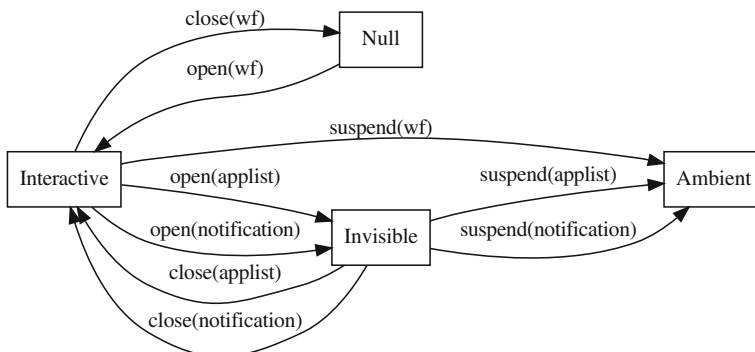 close(wf)
Null
open(wf)
suspend(wf)
Interactive
open(applist)
suspend(applist)
Ambient
open(notification)
Invisible
suspend(notification)
close(applist)
close(notification)